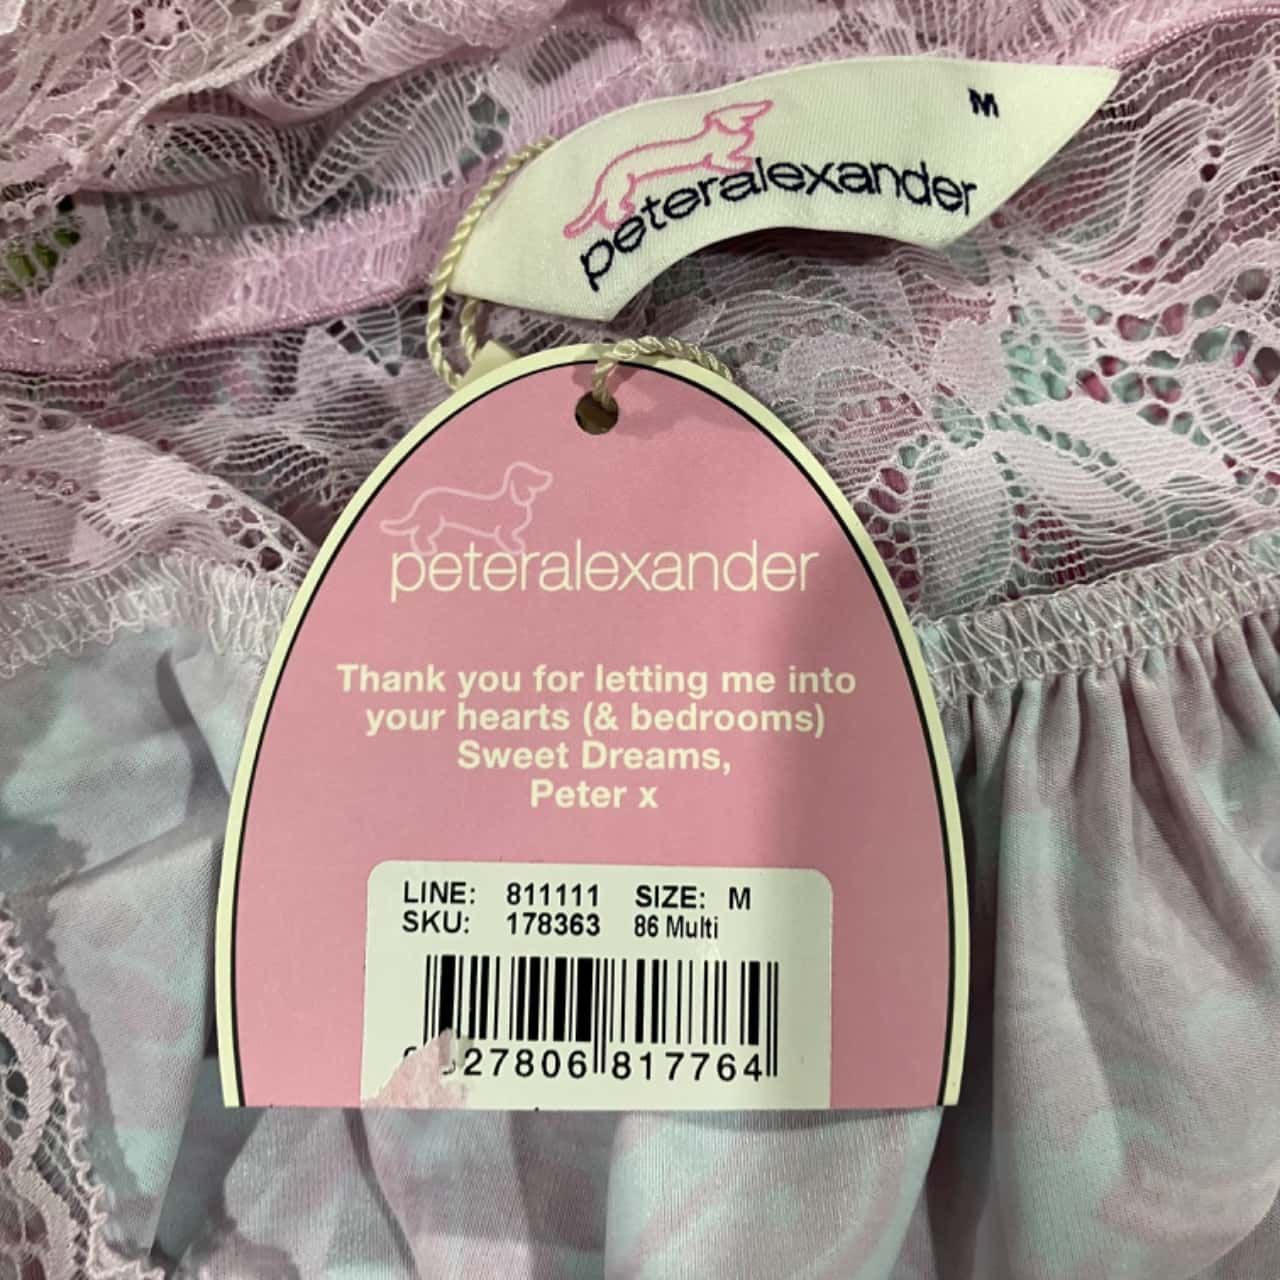 M
peteralexander
peteralexander
Thank you for letting me into
your hearts (& bedrooms)
Sweet Dreams,
Peter x
LINE: 811111 SIZE: M
SKU: 178363 86 Multi
27806 817764